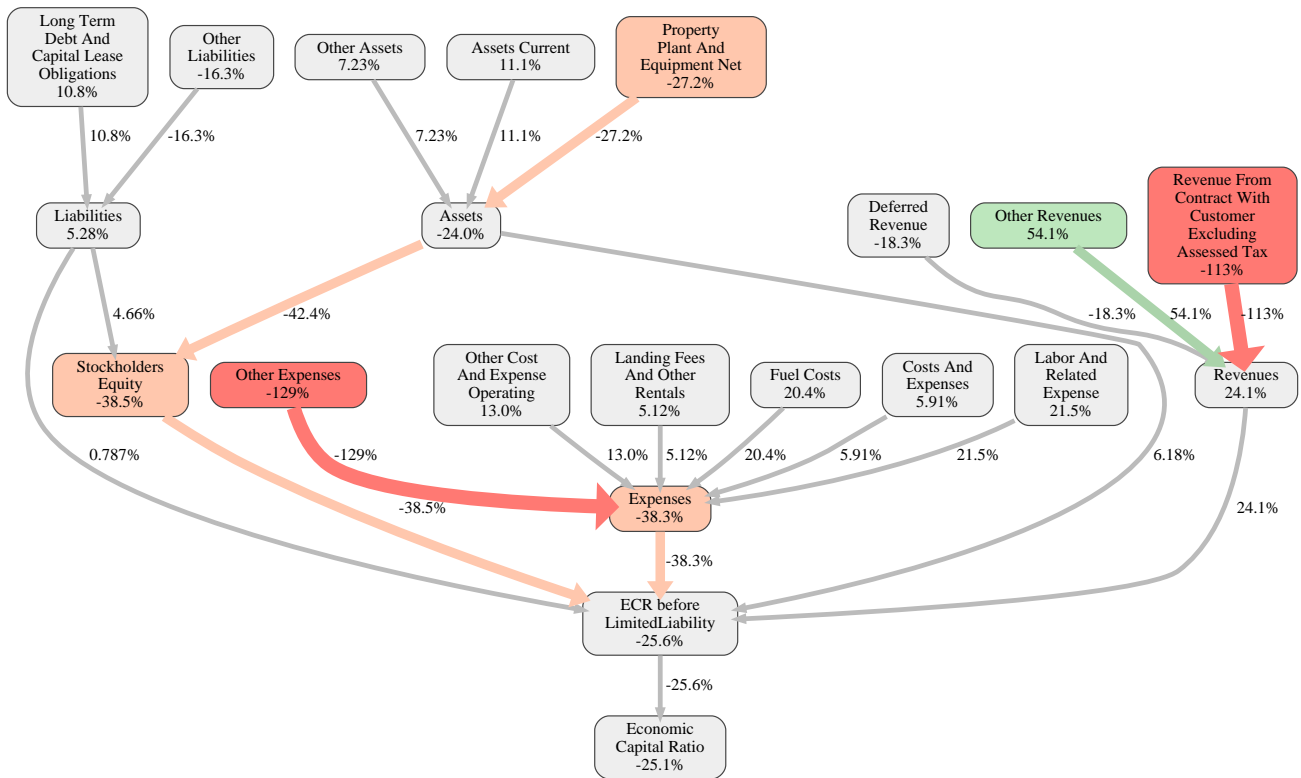 Long Term
Debt And
Capital Lease
Obligations
10.8%
Other
Liabilities
-16.3%
Other Assets
7.23%
Assets Current
11.1%
Property
Plant And
Equipment Net
-27.2%
10.8%
-16.3%
7.23%
11.1%
-27.2%
Liabilities
5.28%
Assets
-24.0%
Deferred
Revenue
-18.3%
Other Revenues
54.1%
Revenue From
Contract With
Customer
Excluding
Assessed Tax
-113%
4.66%
-42.4%
-18.3%
54.1%
-113%
Stockholders
Equity
-38.5%
Other Expenses
-129%
Other Cost
And Expense
Operating
13.0%
Landing Fees
And Other
Rentals
5.12%
Fuel Costs
20.4%
Costs And
Expenses
5.91%
Labor And
Related
Expense
21.5%
Revenues
24.1%
0.787%
-129%
13.0%
5.12%
20.4%
5.91%
21.5%
6.18%
-38.5%
Expenses
-38.3%
24.1%
-38.3%
ECR before
LimitedLiability
-25.6%
-25.6%
Economic
Capital Ratio
-25.1%